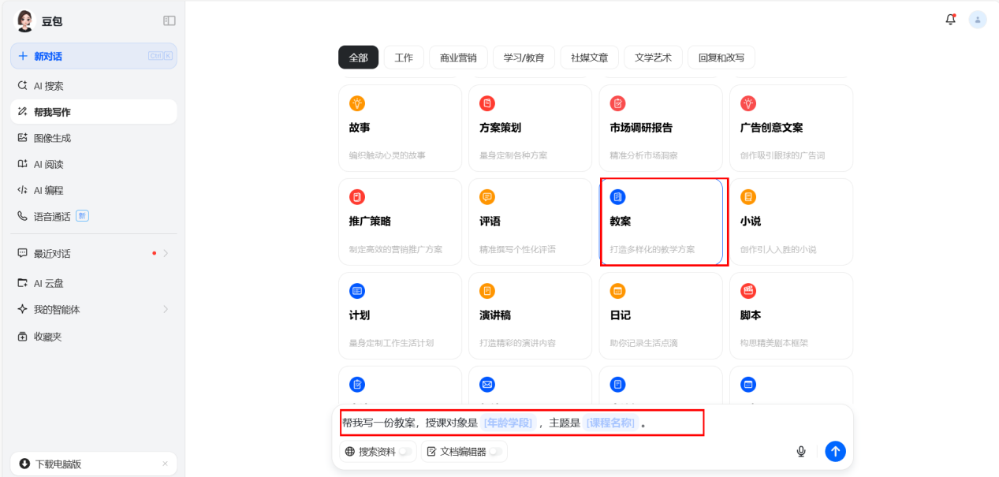 豆包
新对话
Ctrl K
AI 搜索
帮我写作
图像生成
AI 阅读
AI 编程
语音通话 新
最近对话
AI 云盘
我的智能体
收藏夹
下载电脑版
全部 工作 商业营销 学习/教育 社媒文章 文学艺术 回复和改写
故事
编织触动心灵的故事
方案策划
量身定制各种方案
市场调研报告
精准分析市场洞察
广告创意文案
创作吸引眼球的广告词
推广策略
制定高效的营销推广方案
评语
精准撰写个性化评语
教案
打造多样化的教学方案
小说
创作引人入胜的小说
计划
量身定制工作生活计划
演讲稿
打造精彩的演讲内容
日记
助你记录生活点滴
脚本
构思精美剧本框架
帮我写一份教案，授课对象是 [年龄学段] ，主题是 [课程名称] 。
搜索资料 文档编辑器